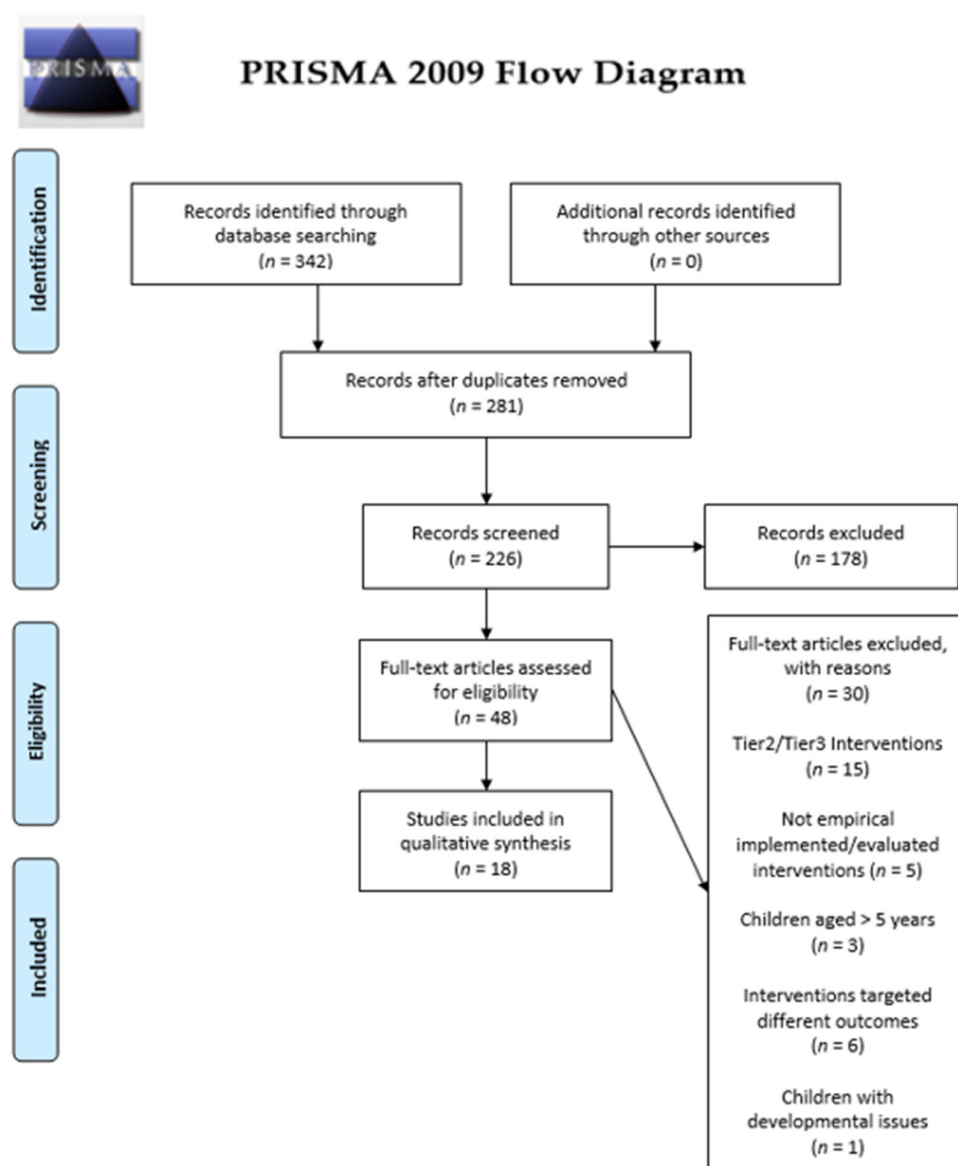 PRISMA
PRISMA 2009 Flow Diagram
Identification
Records identified through
database searching
(n = 342)
Additional records identified
through other sources
(n = 0)
Records after duplicates removed
(n = 281)
Screening
Records screened
(n = 226)
Records excluded
(n = 178)
Eligibility
Full-text articles assessed
for eligibility
(n = 48)
Full-text articles excluded,
with reasons
(n = 30)
Tier2/Tier3 Interventions
(n = 15)
Not empirical
implemented/evaluated
interventions (n = 5)
Children aged > 5 years
(n = 3)
Interventions targeted
different outcomes
(n = 6)
Children with
developmental issues
(n = 1)
Included
Studies included in
qualitative synthesis
(n = 18)